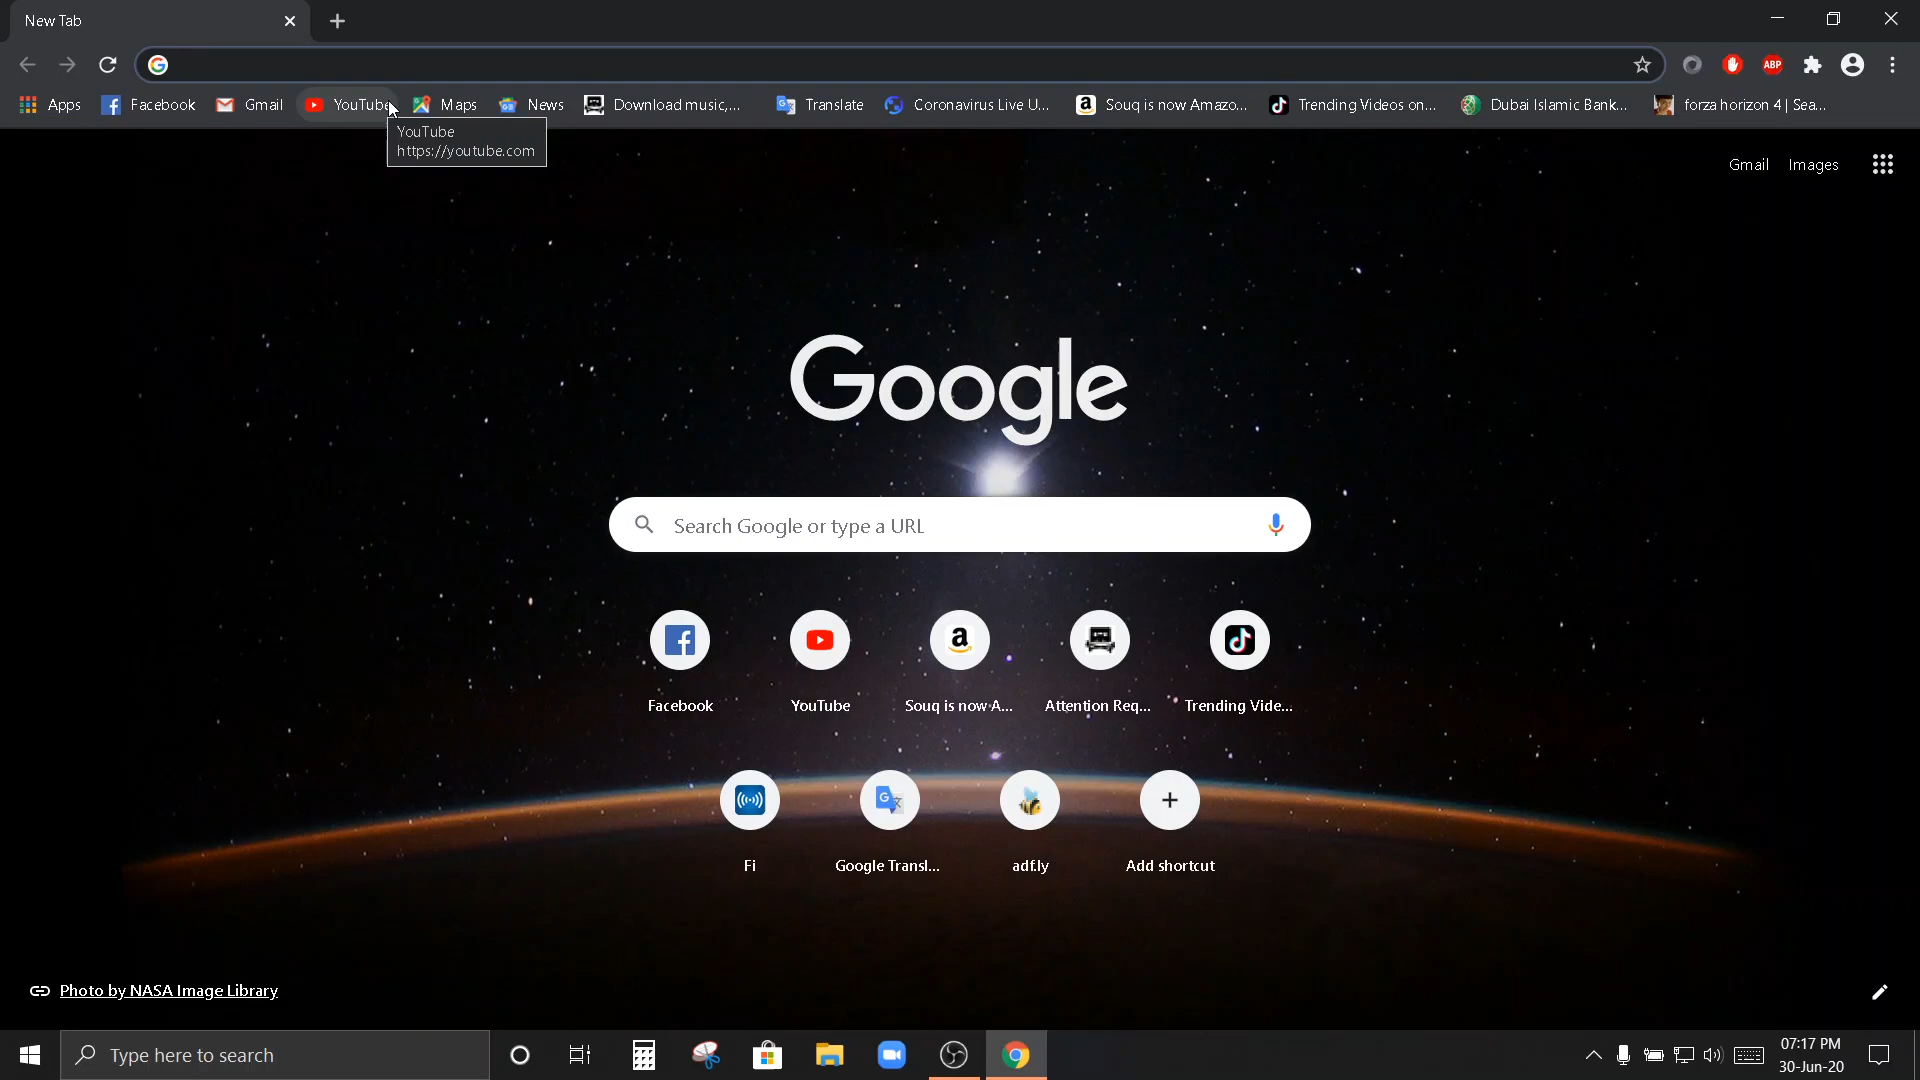 New Tab
Apps Facebook Gmail YouTube Maps News Download music,... Translate Coronavirus Live U... Souq is now Amazo... Trending Videos on... Dubai Islamic Bank... forza horizon 4 | Sea...
ABP
YouTube
https://youtube.com
Gmail Images
Google
Search Google or type a URL
Facebook YouTube Souq is now A... Attention Req... Trending Vide...
Fi Google Transl... adf.ly Add shortcut
Photo by NASA Image Library
Type here to search
07:17 PM
30-Jun-20